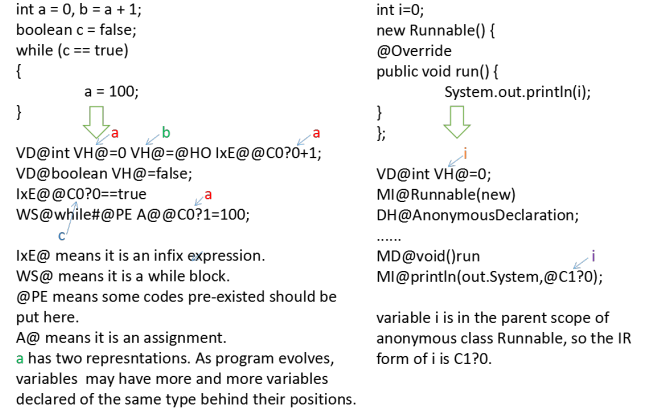 int a = 0, b = a + 1;
boolean c = false;
while (c == true)
{
a = 100;
}
a b a
VD@int VH@=0 VH@=@HO IxE@@C0?0+1;
VD@boolean VH@=false;
IxE@@C0?0==true
a
WS@while#@PE A@@C0?1=100;
c
IxE@ means it is an infix expression.
WS@ means it is a while block.
@PE means some codes pre-existed should be
put here.
A@ means it is an assignment.
a has two represntations. As program evolves,
variables may have more and more variables
declared of the same type behind their positions.
int i=0;
new Runnable() {
@Override
public void run() {
System.out.println(i);
}
};
i
VD@int VH@=0;
MI@Runnable(new)
DH@AnonymousDeclaration;
......
i
MD@void()run
MI@println(out.System,@C1?0);
variable i is in the parent scope of
anonymous class Runnable, so the IR
form of i is C1?0.